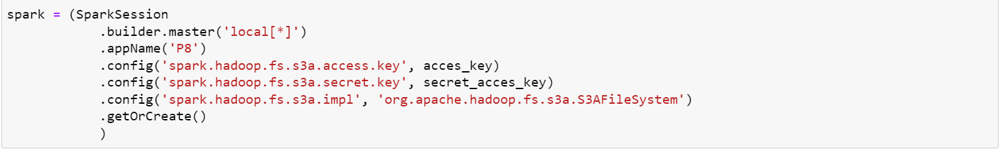 spark = (SparkSession
            .builder.master('local[*]')
            .appName('P8')
            .config('spark.hadoop.fs.s3a.access.key', acces_key)
            .config('spark.hadoop.fs.s3a.secret.key', secret_acces_key)
            .config('spark.hadoop.fs.s3a.impl', 'org.apache.hadoop.fs.s3a.S3AFileSystem')
            .getOrCreate()
            )